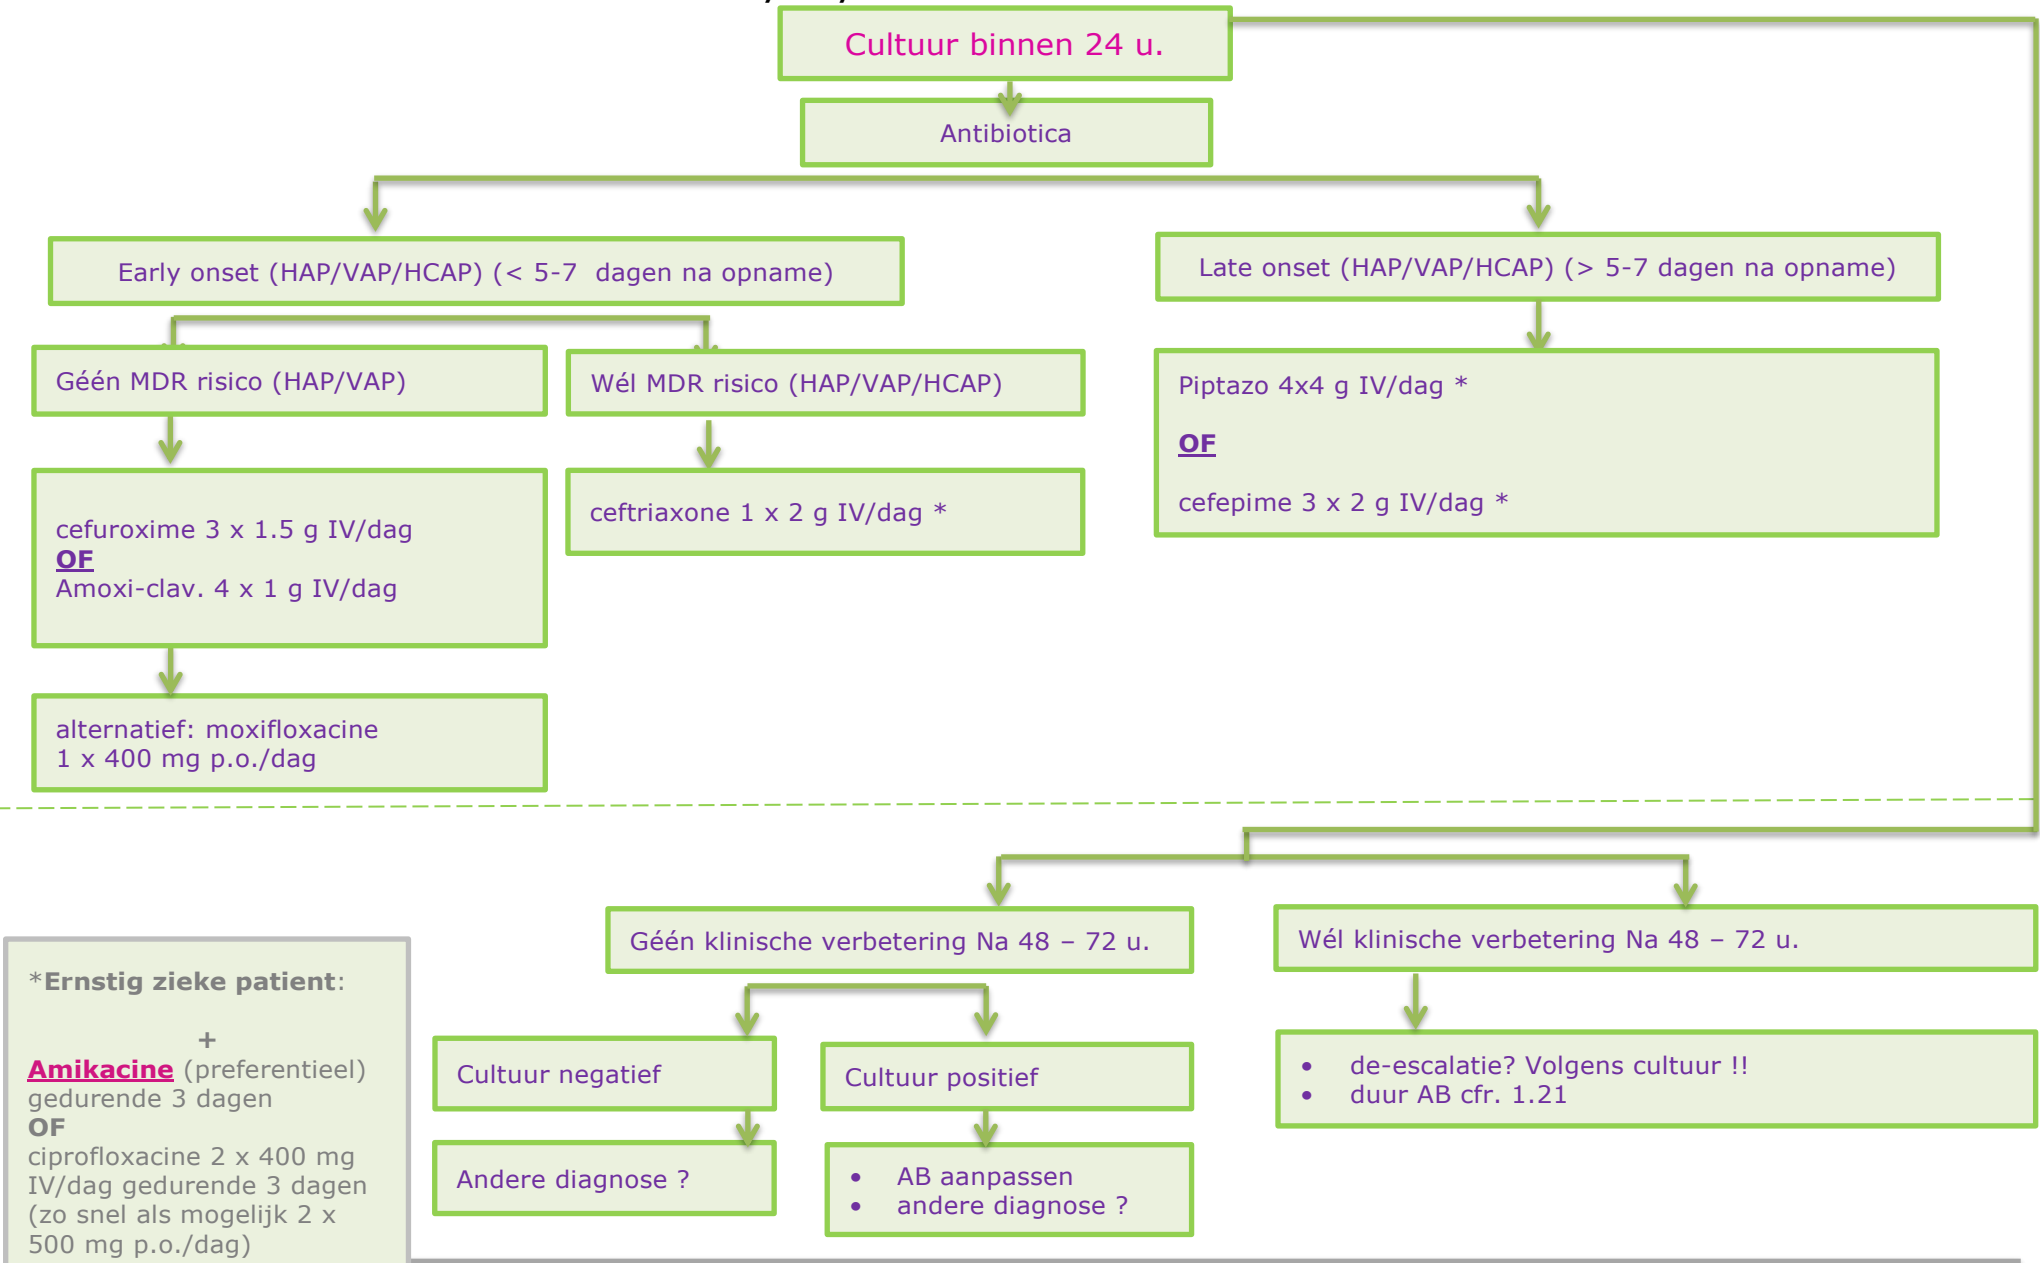 Cultuur binnen 24 u.
Antibiotica
Early onset (HAP/VAP/HCAP) (< 5-7 dagen na opname)
Late onset (HAP/VAP/HCAP) (> 5-7 dagen na opname)
Géén MDR risico (HAP/VAP)
Wél MDR risico (HAP/VAP/HCAP)
Piptazo 4x4 g IV/dag *
OF
cefepime 3 x 2 g IV/dag *
cefuroxime 3 x 1.5 g IV/dag
OF
Amoxi-clav. 4 x 1 g IV/dag
ceftriaxone 1 x 2 g IV/dag *
alternatief: moxifloxacine
1 x 400 mg p.o./dag
Géén klinische verbetering Na 48 – 72 u.
Wél klinische verbetering Na 48 – 72 u.
Cultuur negatief
Cultuur positief
• de-escalatie? Volgens cultuur !!
• duur AB cfr. 1.21
Andere diagnose ?
• AB aanpassen
• andere diagnose ?
*Ernstig zieke patient:
+
Amikacine (preferentieel)
gedurende 3 dagen
OF
ciprofloxacine 2 x 400 mg
IV/dag gedurende 3 dagen
(zo snel als mogelijk 2 x
500 mg p.o./dag)